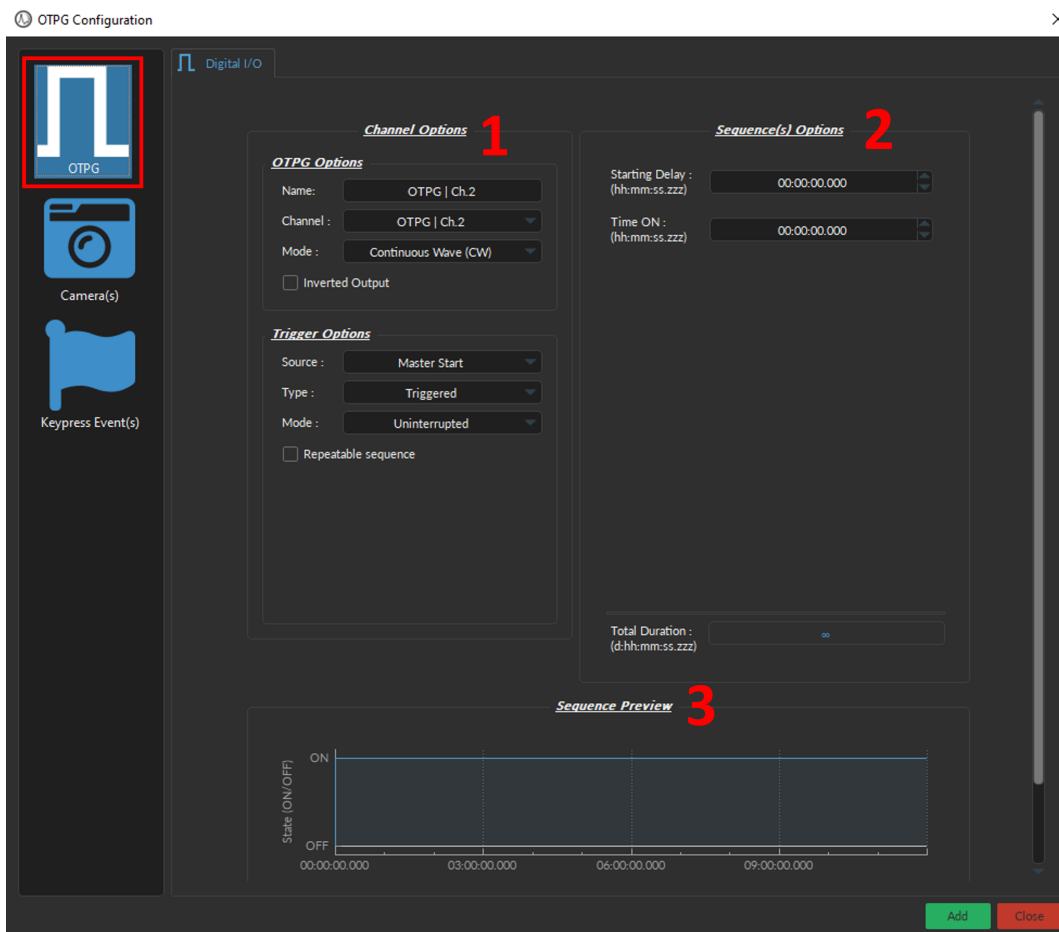 OTPG Configuration
OTPG
Camera(s)
Keypress Event(s)
Digital I/O
Channel Options
1
OTPG Options
Name:
OTPG | Ch.2
Channel :
OTPG | Ch.2
Mode :
Continuous Wave (CW)
Inverted Output
Trigger Options
Source :
Master Start
Type :
Triggered
Mode :
Uninterrupted
Repeatable sequence
Sequence(s) Options
2
Starting Delay :
(hh:mm:ss.zzz)
00:00:00.000
Time ON :
(hh:mm:ss.zzz)
00:00:00.000
Total Duration :
(d:hh:mm:ss.zzz)
∞
Sequence Preview
3
State (ON/OFF)
ON
OFF
00:00:00.000
03:00:00.000
06:00:00.000
09:00:00.000
Add
Close